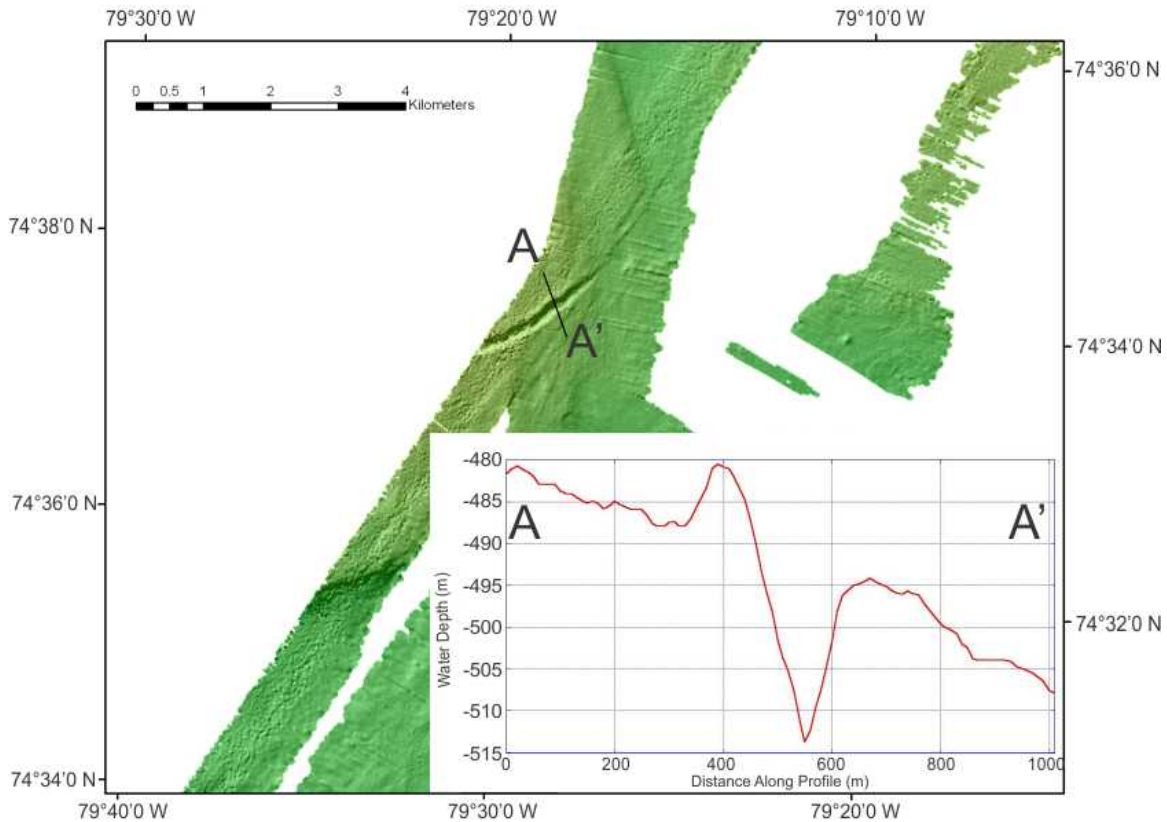 79°30'0 W 79°20'0 W 79°10'0 W
0 0.5 1 2 3 4
Kilometers
74°36'0 N
74°38'0 N
A
A'
74°34'0 N
74°36'0 N
74°32'0 N
74°34'0 N
-480
-485
-490
-495
-500
-505
-510
-515
Water Depth (m)
A A'
0 200 400 600 800 1000
Distance Along Profile (m)
79°40'0 W 79°30'0 W 79°20'0 W